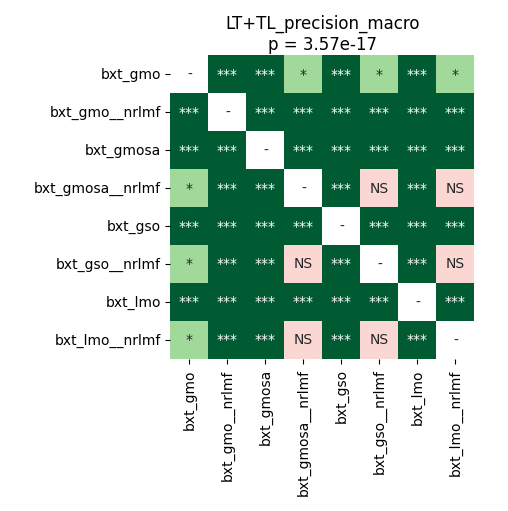 LT+TL_precision_macro
p = 3.57e-17
bxt_gmo - *** *** * *** * *** *
bxt_gmo__nrlmf *** - *** *** *** *** *** ***
bxt_gmosa *** *** - *** *** *** *** ***
bxt_gmosa__nrlmf * *** *** - *** NS *** NS
bxt_gso *** *** *** *** - *** *** ***
bxt_gso__nrlmf * *** *** NS *** - *** NS
bxt_lmo *** *** *** *** *** *** - ***
bxt_lmo__nrlmf * *** *** NS *** NS *** -
bxt_gmo
bxt_gmo__nrlmf
bxt_gmosa
bxt_gmosa__nrlmf
bxt_gso
bxt_gso__nrlmf
bxt_lmo
bxt_lmo__nrlmf